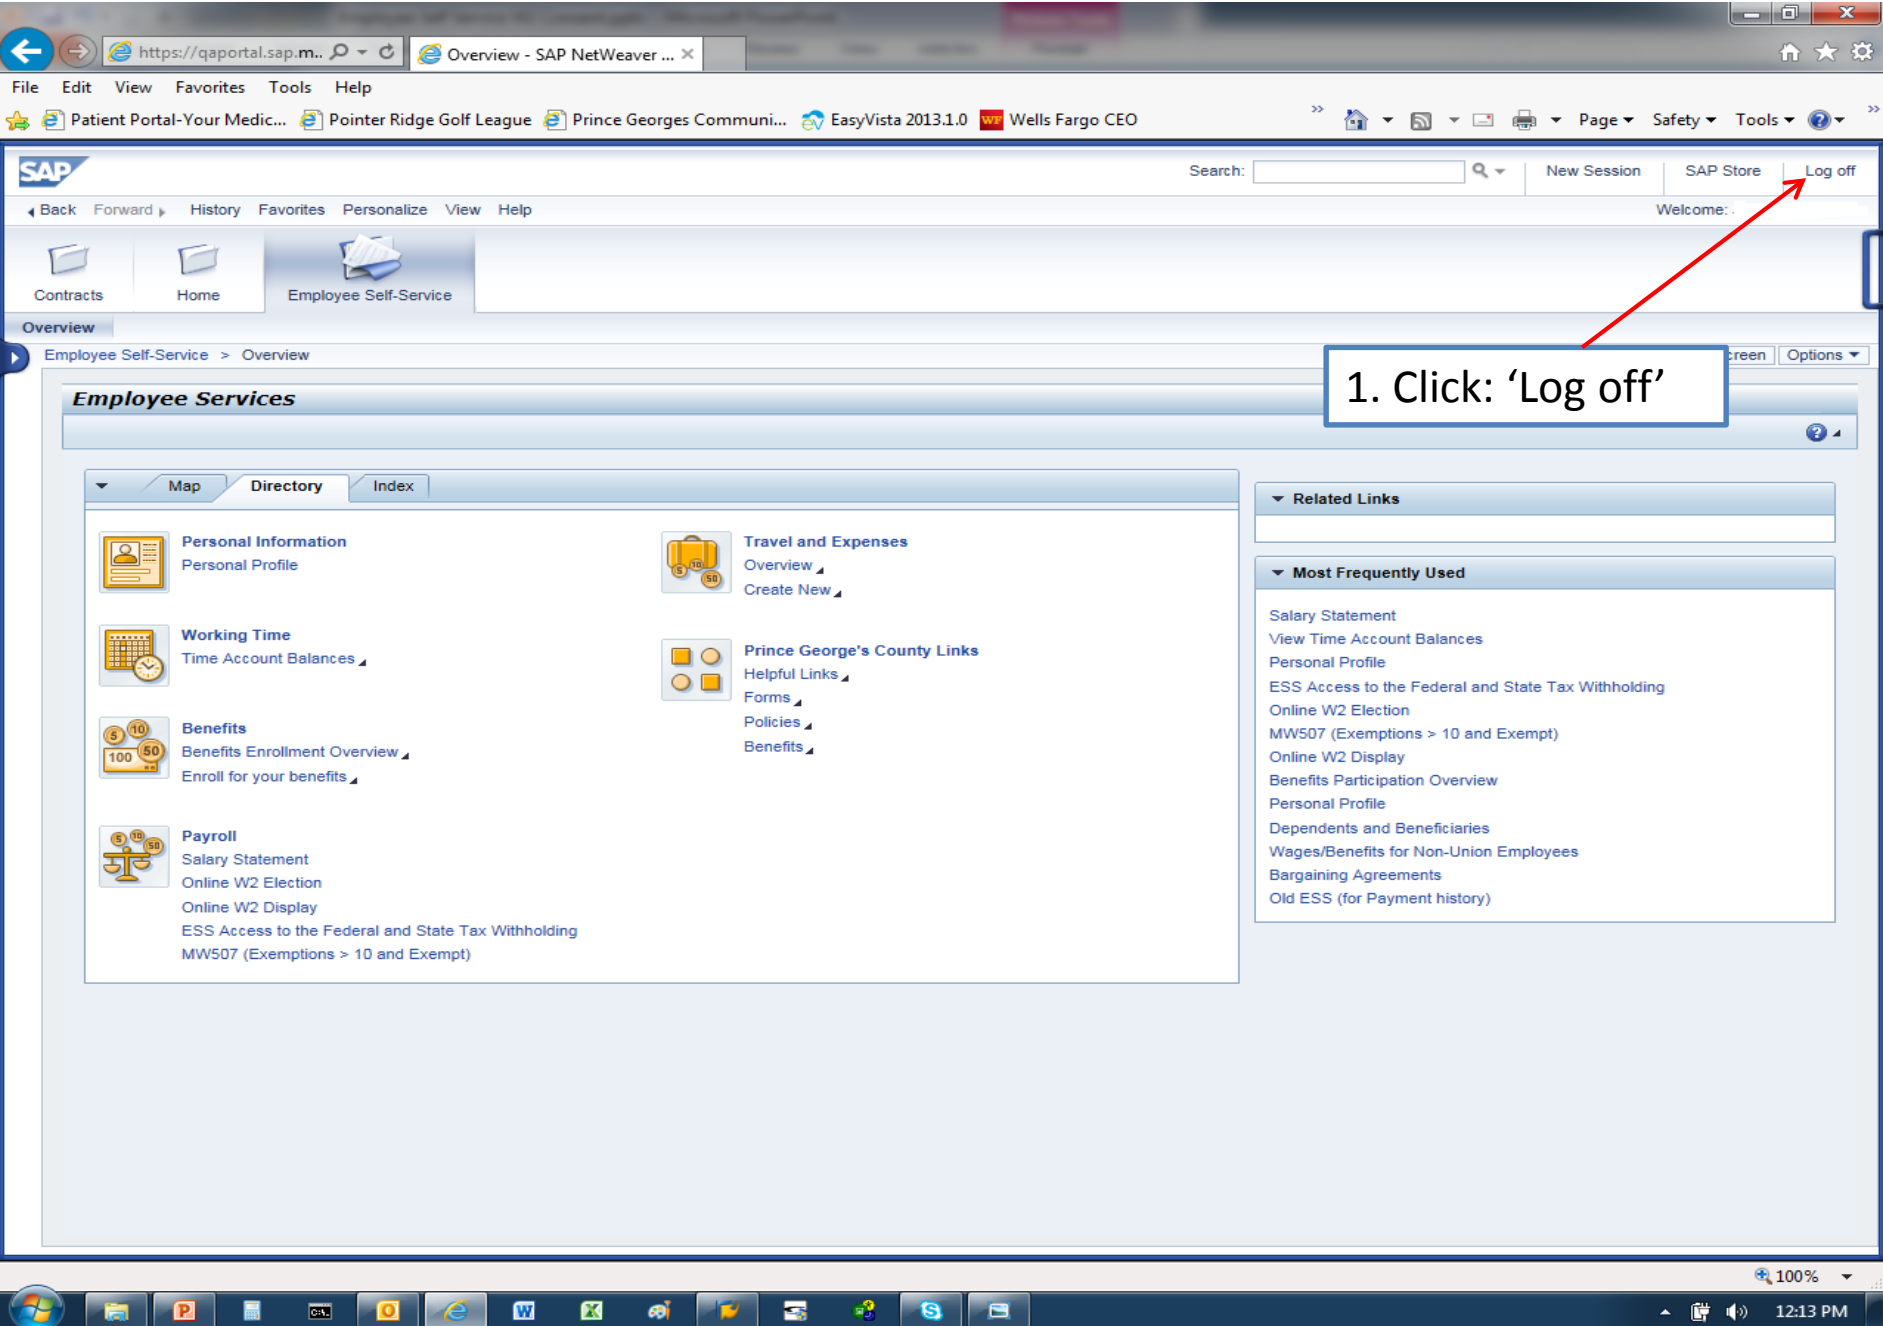 https://qaportal.sap.m..
Overview - SAP NetWeaver ...
File Edit View Favorites Tools Help
Patient Portal-Your Medic... Pointer Ridge Golf League Prince Georges Communi... EasyVista 2013.1.0 WF Wells Fargo CEO
Page Safety Tools
SAP
Search: New Session SAP Store Log off
Back Forward History Favorites Personalize View Help
Welcome:
Contracts Home Employee Self-Service
Overview
Employee Self-Service > Overview
creen Options
1. Click: ‘Log off’
Employee Services
Map Directory Index
Personal Information
Personal Profile
Working Time
Time Account Balances
Benefits
Benefits Enrollment Overview
Enroll for your benefits
Payroll
Salary Statement
Online W2 Election
Online W2 Display
ESS Access to the Federal and State Tax Withholding
MW507 (Exemptions > 10 and Exempt)
Travel and Expenses
Overview
Create New
Prince George's County Links
Helpful Links
Forms
Policies
Benefits
Related Links
Most Frequently Used
Salary Statement
View Time Account Balances
Personal Profile
ESS Access to the Federal and State Tax Withholding
Online W2 Election
MW507 (Exemptions > 10 and Exempt)
Online W2 Display
Benefits Participation Overview
Personal Profile
Dependents and Beneficiaries
Wages/Benefits for Non-Union Employees
Bargaining Agreements
Old ESS (for Payment history)
100%
12:13 PM